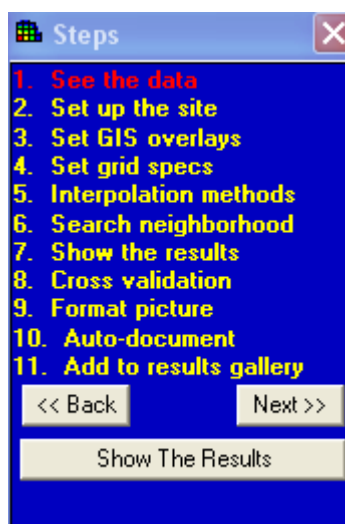 Steps
1. See the data
2. Set up the site
3. Set GIS overlays
4. Set grid specs
5. Interpolation methods
6. Search neighborhood
7. Show the results
8. Cross validation
9. Format picture
10. Auto-document
11. Add to results gallery
<< Back Next >>
Show The Results